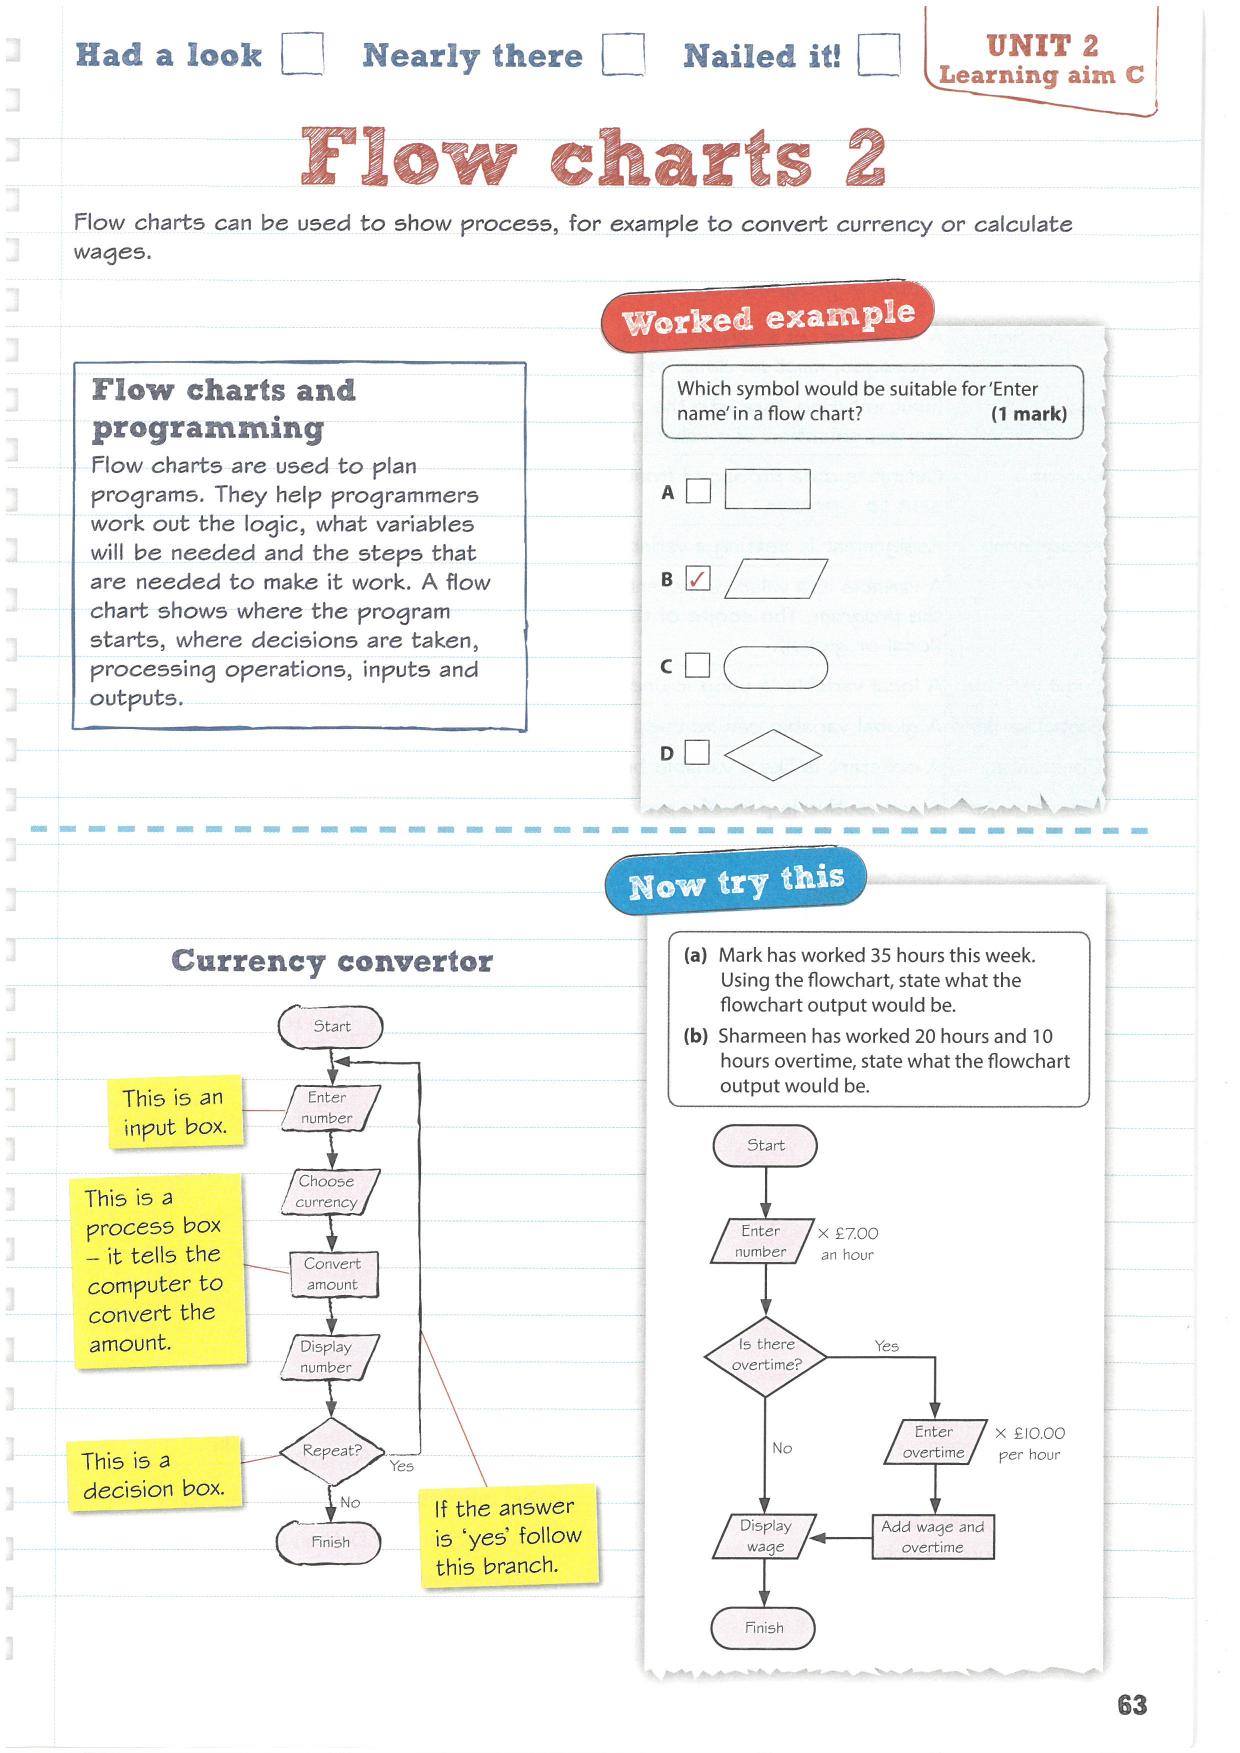 Had a look
Nearly there
Nailed it!
UNIT 2
Learning aim C
Flow charts 2
Flow charts can be used to show process, for example to convert currency or calculate
wages.
Flow charts and
programming
Flow charts are used to plan
programs. They help programmers
work out the logic, what variables
will be needed and the steps that
are needed to make it work. A flow
chart shows where the program
starts, where decisions are taken,
processing operations, inputs and
outputs.
Worked example
Which symbol would be suitable for 'Enter
name' in a flow chart? (1 mark)
A
B
C
D
Currency convertor
Start
Enter
number
Choose
currency
Convert
amount
Display
number
Repeat?
Yes
No
Finish
This is an
input box.
This is a
process box
– it tells the
computer to
convert the
amount.
This is a
decision box.
If the answer
is 'yes' follow
this branch.
Now try this
(a) Mark has worked 35 hours this week.
Using the flowchart, state what the
flowchart output would be.
(b) Sharmeen has worked 20 hours and 10
hours overtime, state what the flowchart
output would be.
Start
Enter
number
× £7.00
an hour
Is there
overtime?
Yes
Enter
overtime
× £10.00
per hour
No
Display
wage
Add wage and
overtime
Finish
63